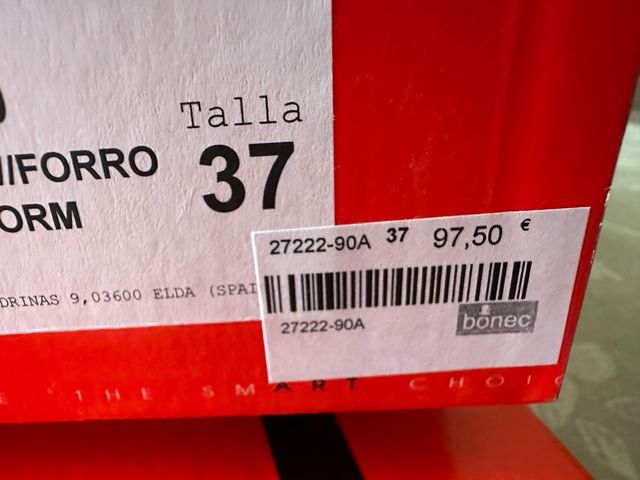 Talla
/FORRO 37
ORM
27222-90A 37 97,50 €
27222-90A
bonec
DRINAS 9,03600 ELDA (SPAI
THE SMART CHOI